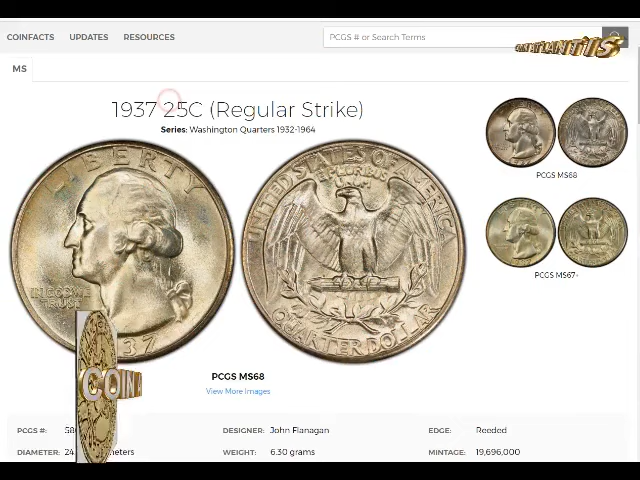 COINFACTS UPDATES RESOURCES PCGS # or Search Terms
MS
1937 25C (Regular Strike)
Series: Washington Quarters 1932-1964
LIBERTY
IN GOD WE TRUST
UNITED STATES OF AMERICA
E PLURIBUS
QUARTER DOLLAR
PCGS MS68
PCGS MS67+
PCGS MS68
View More Images
COIN
PCGS #: DESIGNER: John Flanagan EDGE: Reeded
DIAMETER: WEIGHT: 6.30 grams MINTAGE: 19,696,000